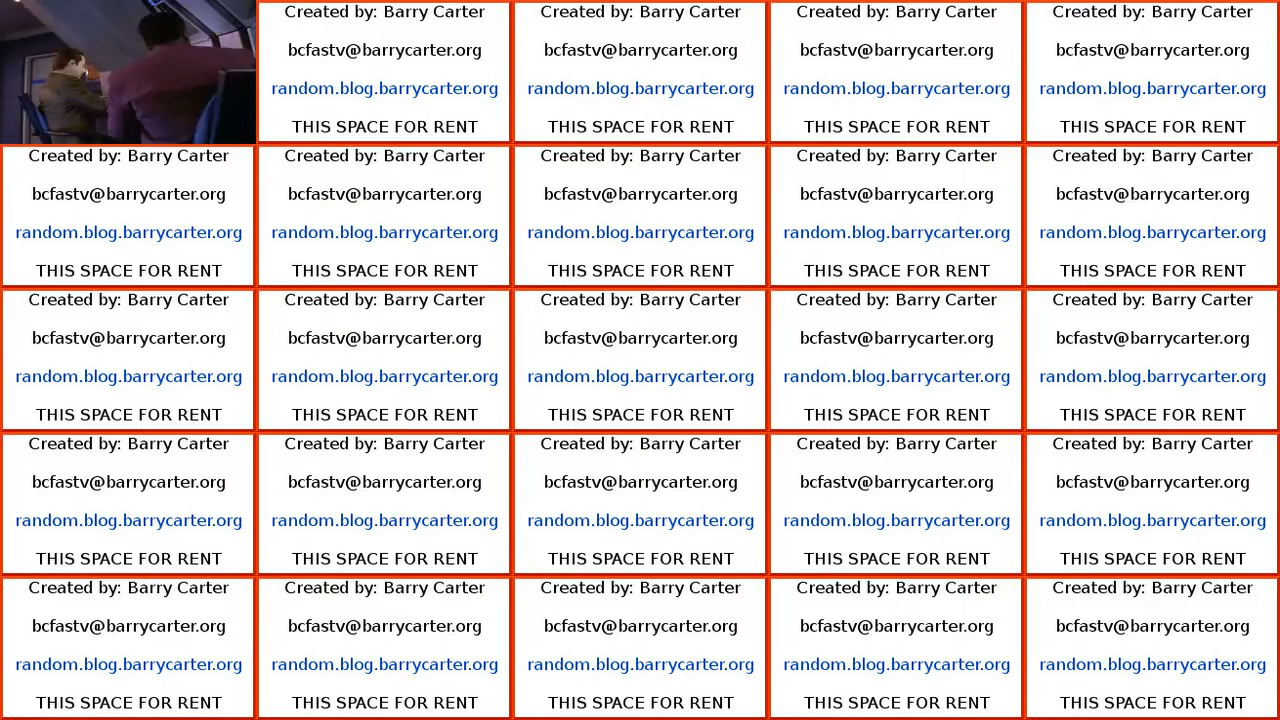 Created by: Barry Carter
bcfastv@barrycarter.org
random.blog.barrycarter.org
THIS SPACE FOR RENT
Created by: Barry Carter
bcfastv@barrycarter.org
random.blog.barrycarter.org
THIS SPACE FOR RENT
Created by: Barry Carter
bcfastv@barrycarter.org
random.blog.barrycarter.org
THIS SPACE FOR RENT
Created by: Barry Carter
bcfastv@barrycarter.org
random.blog.barrycarter.org
THIS SPACE FOR RENT
Created by: Barry Carter
bcfastv@barrycarter.org
random.blog.barrycarter.org
THIS SPACE FOR RENT
Created by: Barry Carter
bcfastv@barrycarter.org
random.blog.barrycarter.org
THIS SPACE FOR RENT
Created by: Barry Carter
bcfastv@barrycarter.org
random.blog.barrycarter.org
THIS SPACE FOR RENT
Created by: Barry Carter
bcfastv@barrycarter.org
random.blog.barrycarter.org
THIS SPACE FOR RENT
Created by: Barry Carter
bcfastv@barrycarter.org
random.blog.barrycarter.org
THIS SPACE FOR RENT
Created by: Barry Carter
bcfastv@barrycarter.org
random.blog.barrycarter.org
THIS SPACE FOR RENT
Created by: Barry Carter
bcfastv@barrycarter.org
random.blog.barrycarter.org
THIS SPACE FOR RENT
Created by: Barry Carter
bcfastv@barrycarter.org
random.blog.barrycarter.org
THIS SPACE FOR RENT
Created by: Barry Carter
bcfastv@barrycarter.org
random.blog.barrycarter.org
THIS SPACE FOR RENT
Created by: Barry Carter
bcfastv@barrycarter.org
random.blog.barrycarter.org
THIS SPACE FOR RENT
Created by: Barry Carter
bcfastv@barrycarter.org
random.blog.barrycarter.org
THIS SPACE FOR RENT
Created by: Barry Carter
bcfastv@barrycarter.org
random.blog.barrycarter.org
THIS SPACE FOR RENT
Created by: Barry Carter
bcfastv@barrycarter.org
random.blog.barrycarter.org
THIS SPACE FOR RENT
Created by: Barry Carter
bcfastv@barrycarter.org
random.blog.barrycarter.org
THIS SPACE FOR RENT
Created by: Barry Carter
bcfastv@barrycarter.org
random.blog.barrycarter.org
THIS SPACE FOR RENT
Created by: Barry Carter
bcfastv@barrycarter.org
random.blog.barrycarter.org
THIS SPACE FOR RENT
Created by: Barry Carter
bcfastv@barrycarter.org
random.blog.barrycarter.org
THIS SPACE FOR RENT
Created by: Barry Carter
bcfastv@barrycarter.org
random.blog.barrycarter.org
THIS SPACE FOR RENT
Created by: Barry Carter
bcfastv@barrycarter.org
random.blog.barrycarter.org
THIS SPACE FOR RENT
Created by: Barry Carter
bcfastv@barrycarter.org
random.blog.barrycarter.org
THIS SPACE FOR RENT